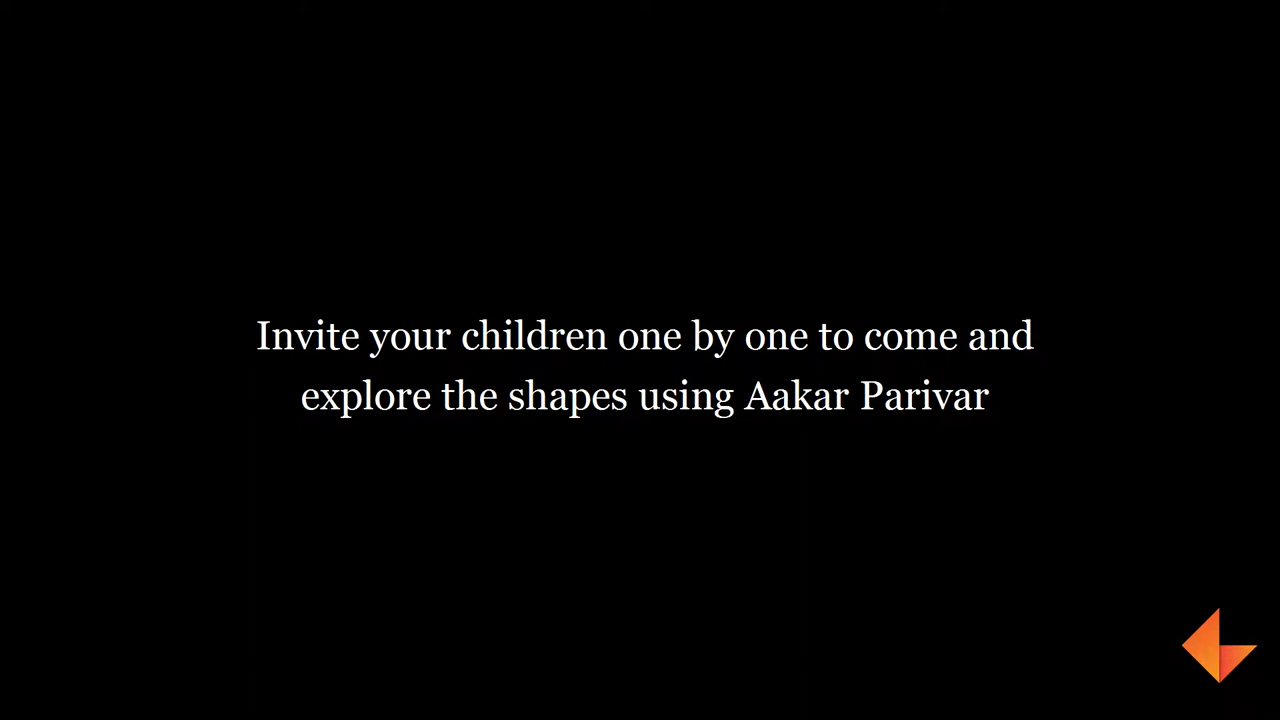 Invite your children one by one to come and
explore the shapes using Aakar Parivar